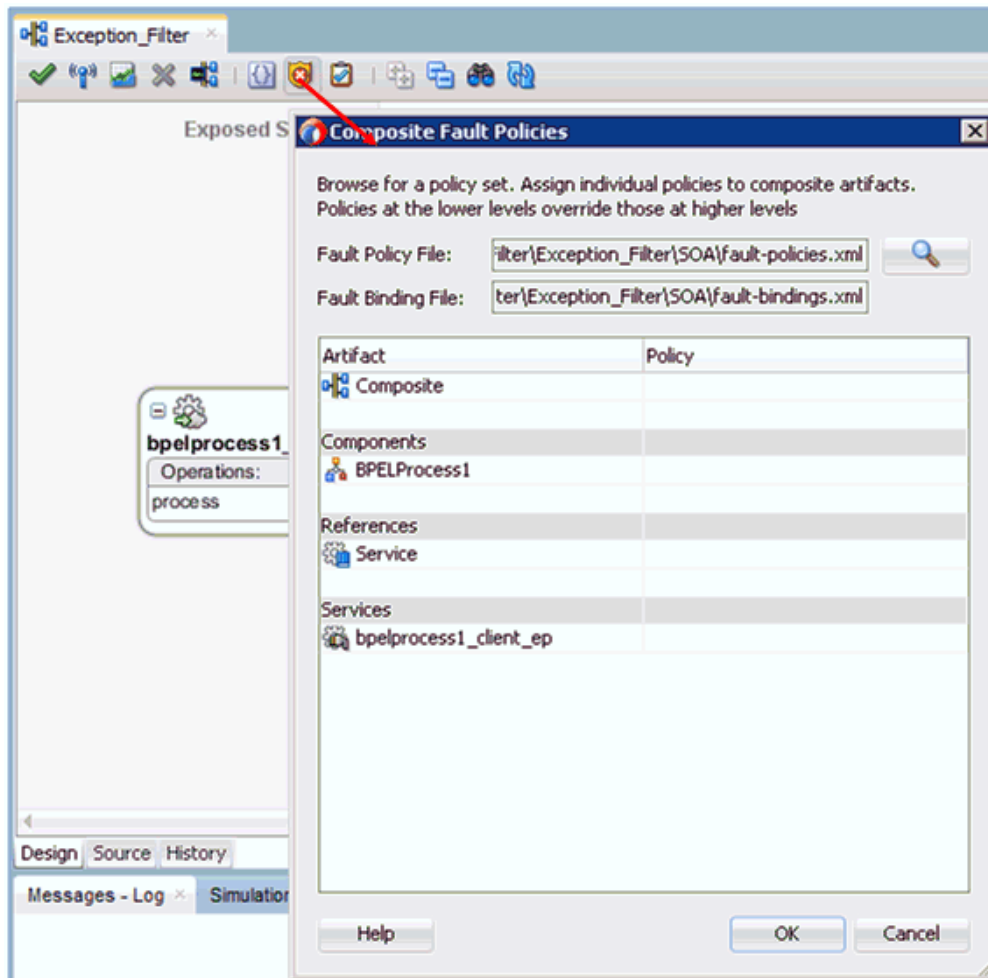 Exception_Filter
Exposed S
Composite Fault Policies
Browse for a policy set. Assign individual policies to composite artifacts.
Policies at the lower levels override those at higher levels
Fault Policy File: ilter\Exception_Filter\SOA\fault-policies.xml
Fault Binding File: ter\Exception_Filter\SOA\fault-bindings.xml
Artifact Policy
Composite
Components
BPELProcess1
References
Service
Services
bpelprocess1_client_ep
bpelprocess1_
Operations:
process
Design Source History
Messages - Log Simulation
Help OK Cancel